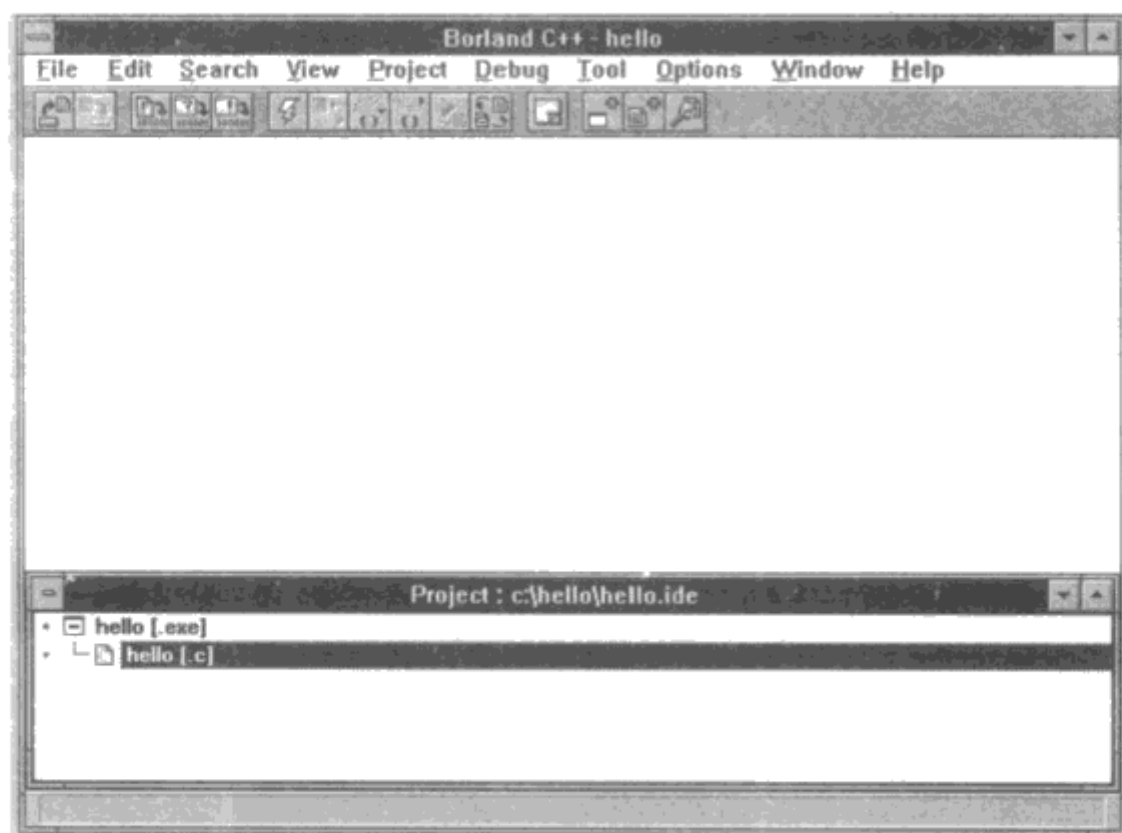 Borland C++ - hello
File Edit Search View Project Debug Tool Options Window Help
Project : c:\hello\hello.ide
hello [.exe]
hello [.c]